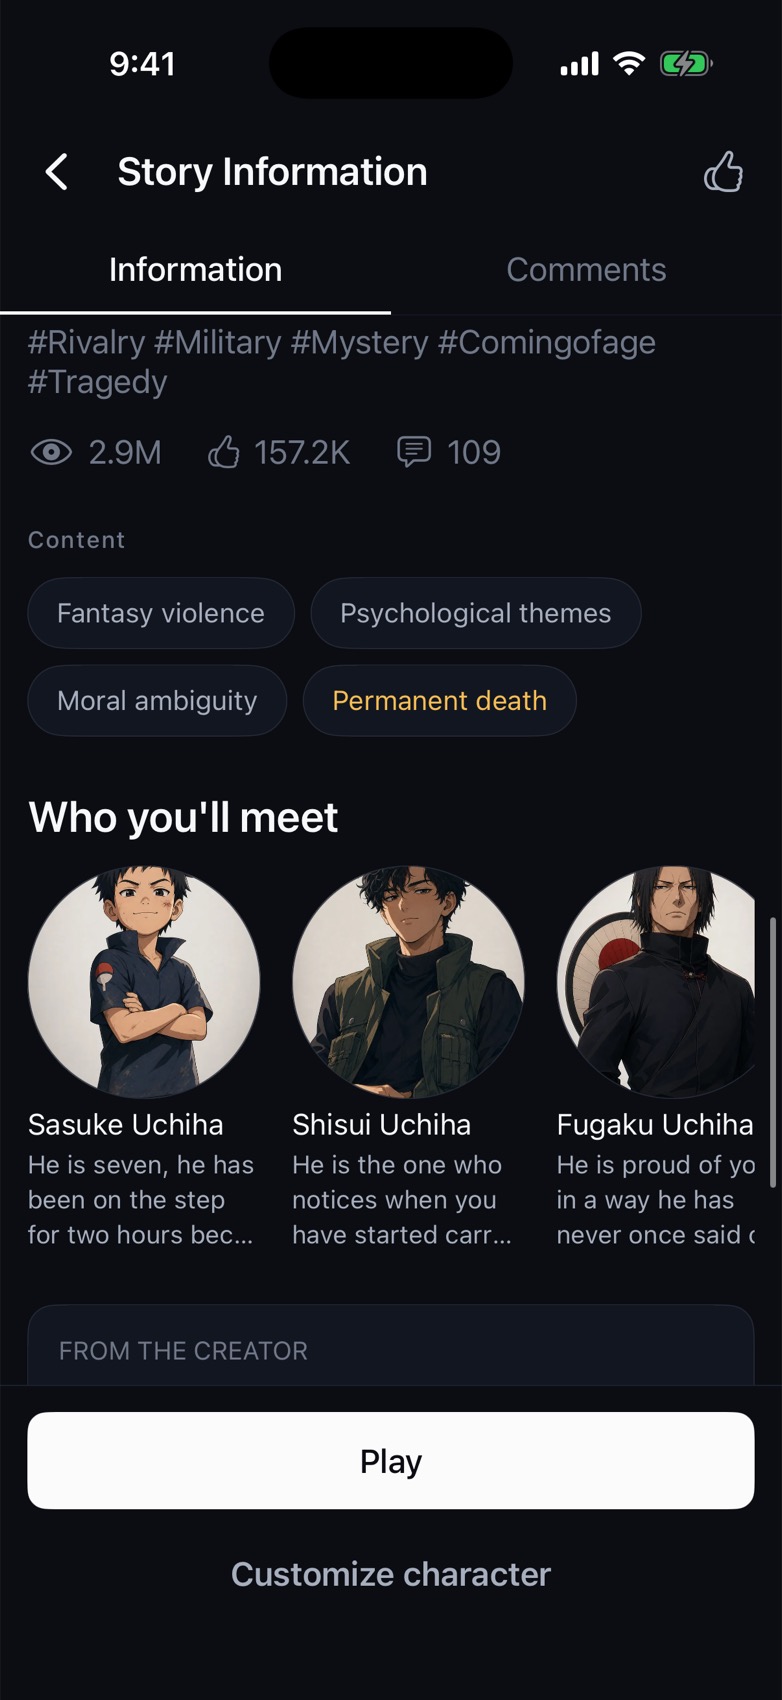 9:41
Story Information
Information
Comments
#Rivalry #Military #Mystery #Comingofage
#Tragedy
2.9M
157.2K
109
Content
Fantasy violence
Psychological themes
Moral ambiguity
Permanent death
Who you'll meet
Sasuke Uchiha
He is seven, he has
been on the step
for two hours bec...
Shisui Uchiha
He is the one who
notices when you
have started carr...
Fugaku Uchiha
He is proud of yo
in a way he has
never once said
FROM THE CREATOR
Play
Customize character